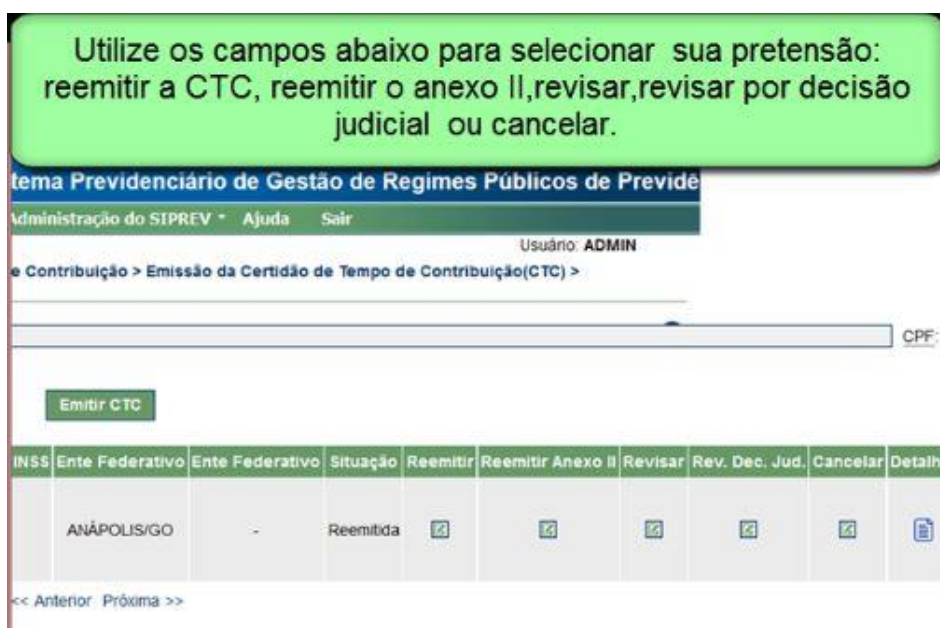 Utilize os campos abaixo para selecionar sua pretensão:
reemitir a CTC, reemitir o anexo II,revisar,revisar por decisão
judicial ou cancelar.
tema Previdenciário de Gestão de Regimes Públicos de Previdê
Administração do SIPREV Ajuda Sair
Usuário: ADMIN
e Contribuição > Emissão da Certidão de Tempo de Contribuição(CTC) >
CPF:
Emitir CTC
INSS Ente Federativo Ente Federativo Situação Reemitir Reemitir Anexo II Revisar Rev. Dec. Jud. Cancelar Detalh
ANÁPOLIS/GO - Reemitida
<< Anterior Próxima >>